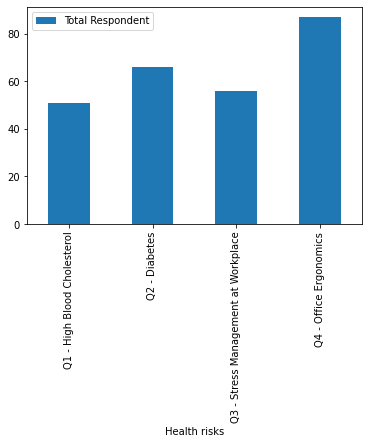 Total Respondent
80
60
40
20
0
Q1 - High Blood Cholesterol
Q2 - Diabetes
Q3 - Stress Management at Workplace
Q4 - Office Ergonomics
Health risks